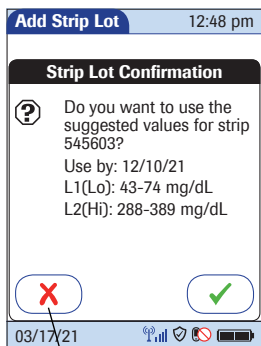 Add Strip Lot 12:48 pm
Strip Lot Confirmation
Do you want to use the
suggested values for strip
545603?
Use by: 12/10/21
L1(Lo): 43-74 mg/dL
L2(Hi): 288-389 mg/dL
03/17/21